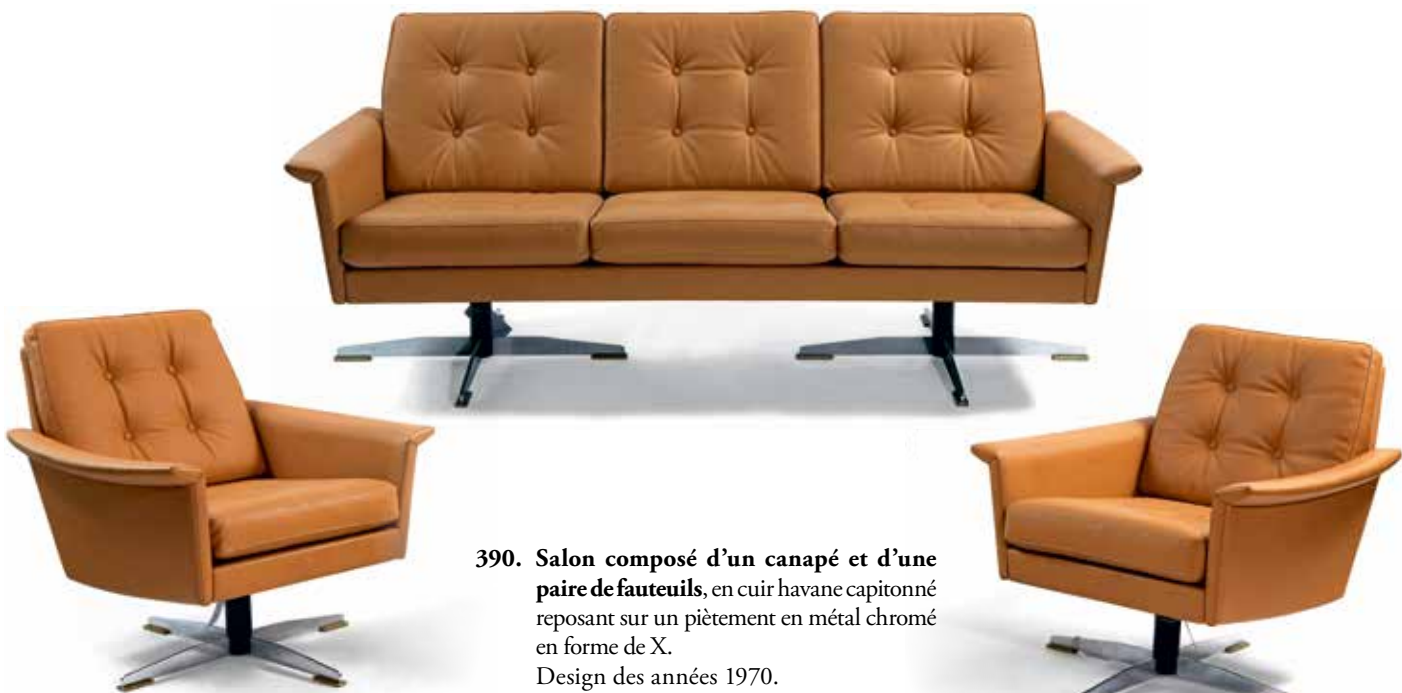 390. Salon composé d'un canapé et d'une
paire de fauteuils, en cuir havane capitonné
reposant sur un piètement en métal chromé
en forme de X.
Design des années 1970.